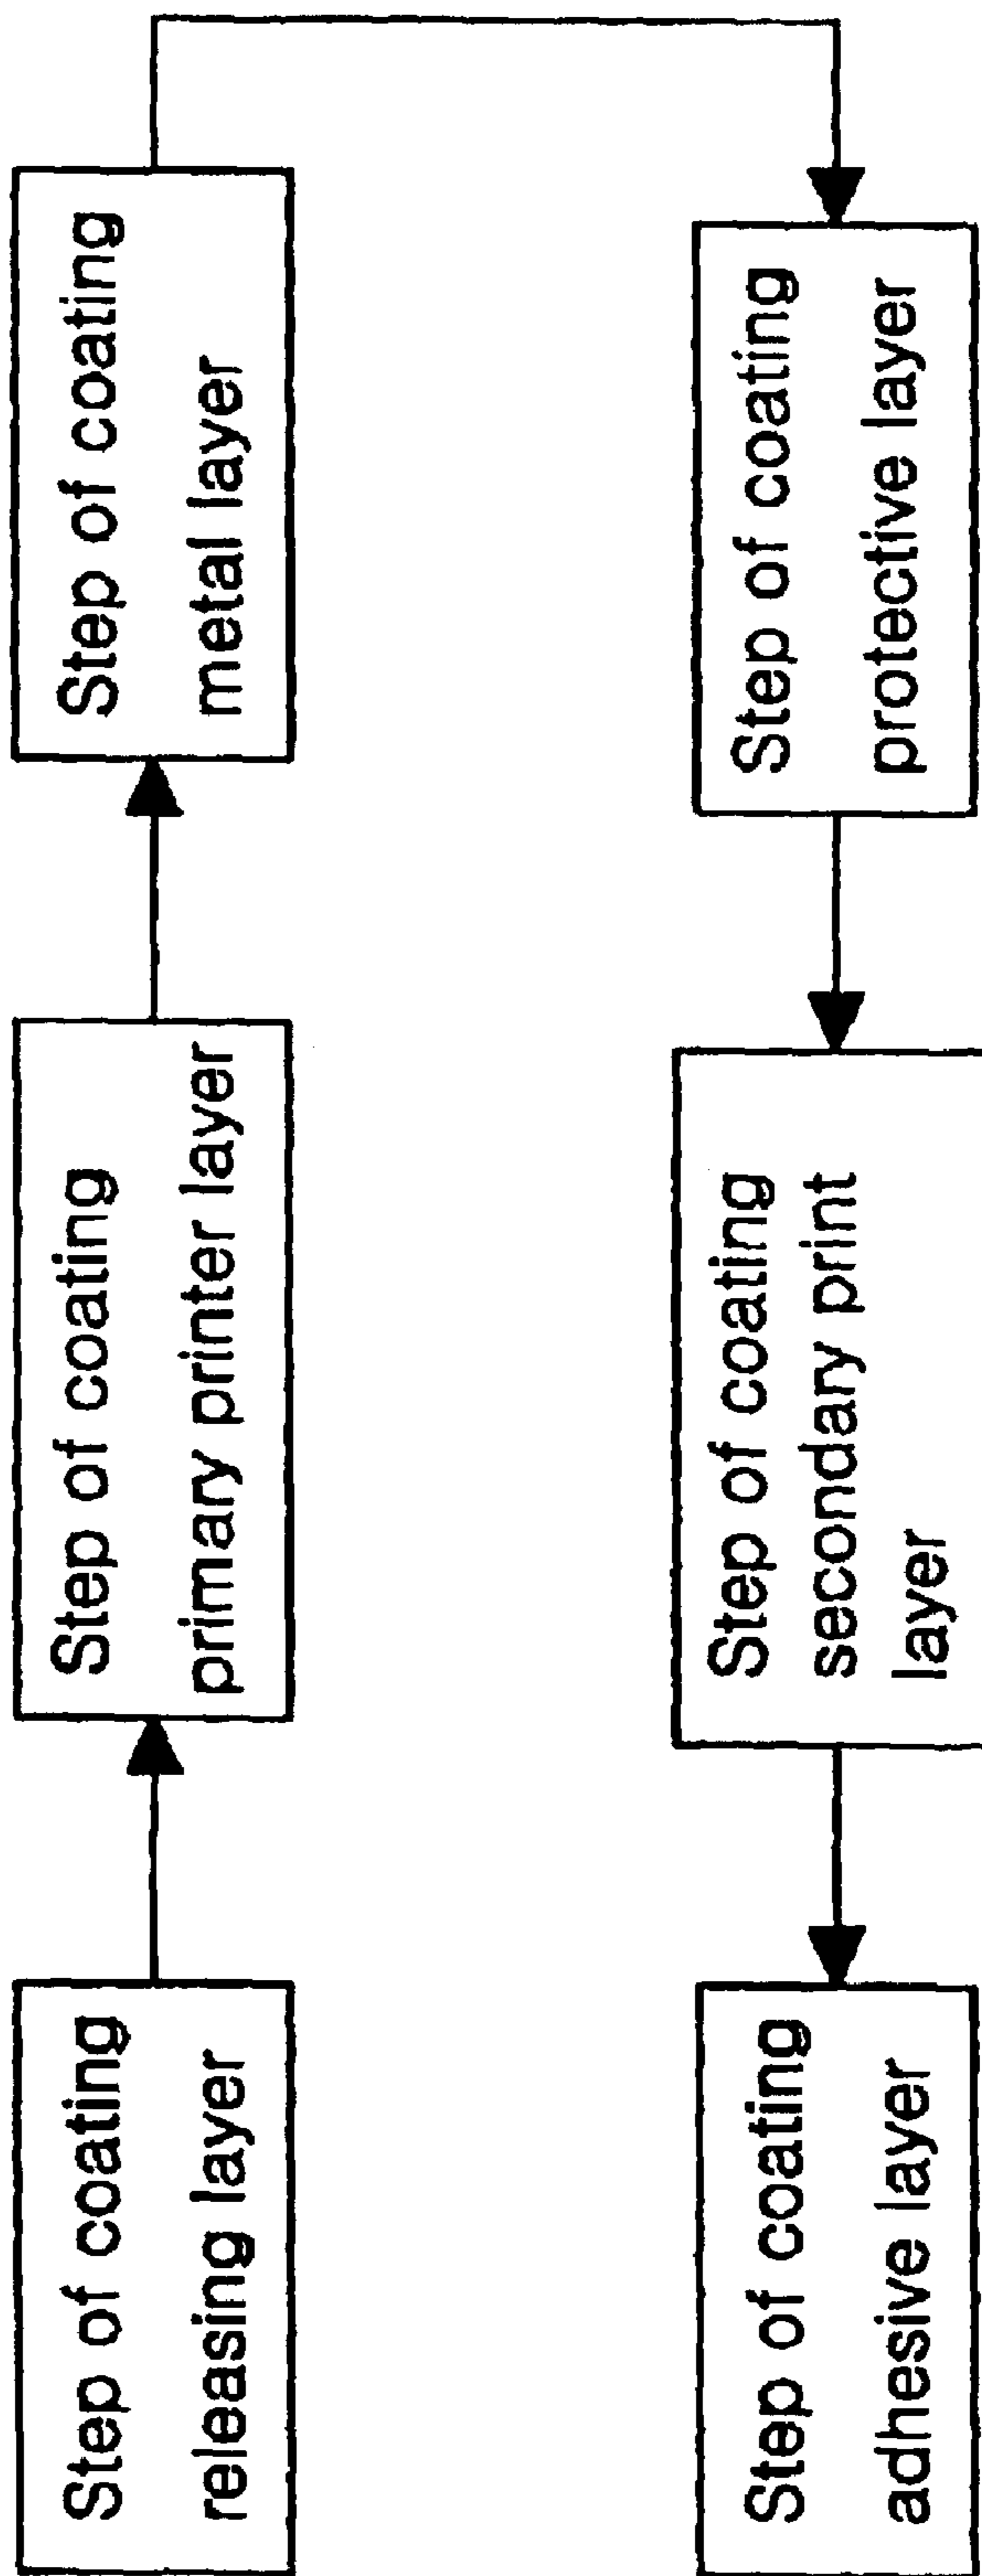 Step of coating
releasing layer
Step of coating
primary printer layer
Step of coating
metal layer
Step of coating
protective layer
Step of coating
secondary print
layer
Step of coating
adhesive layer